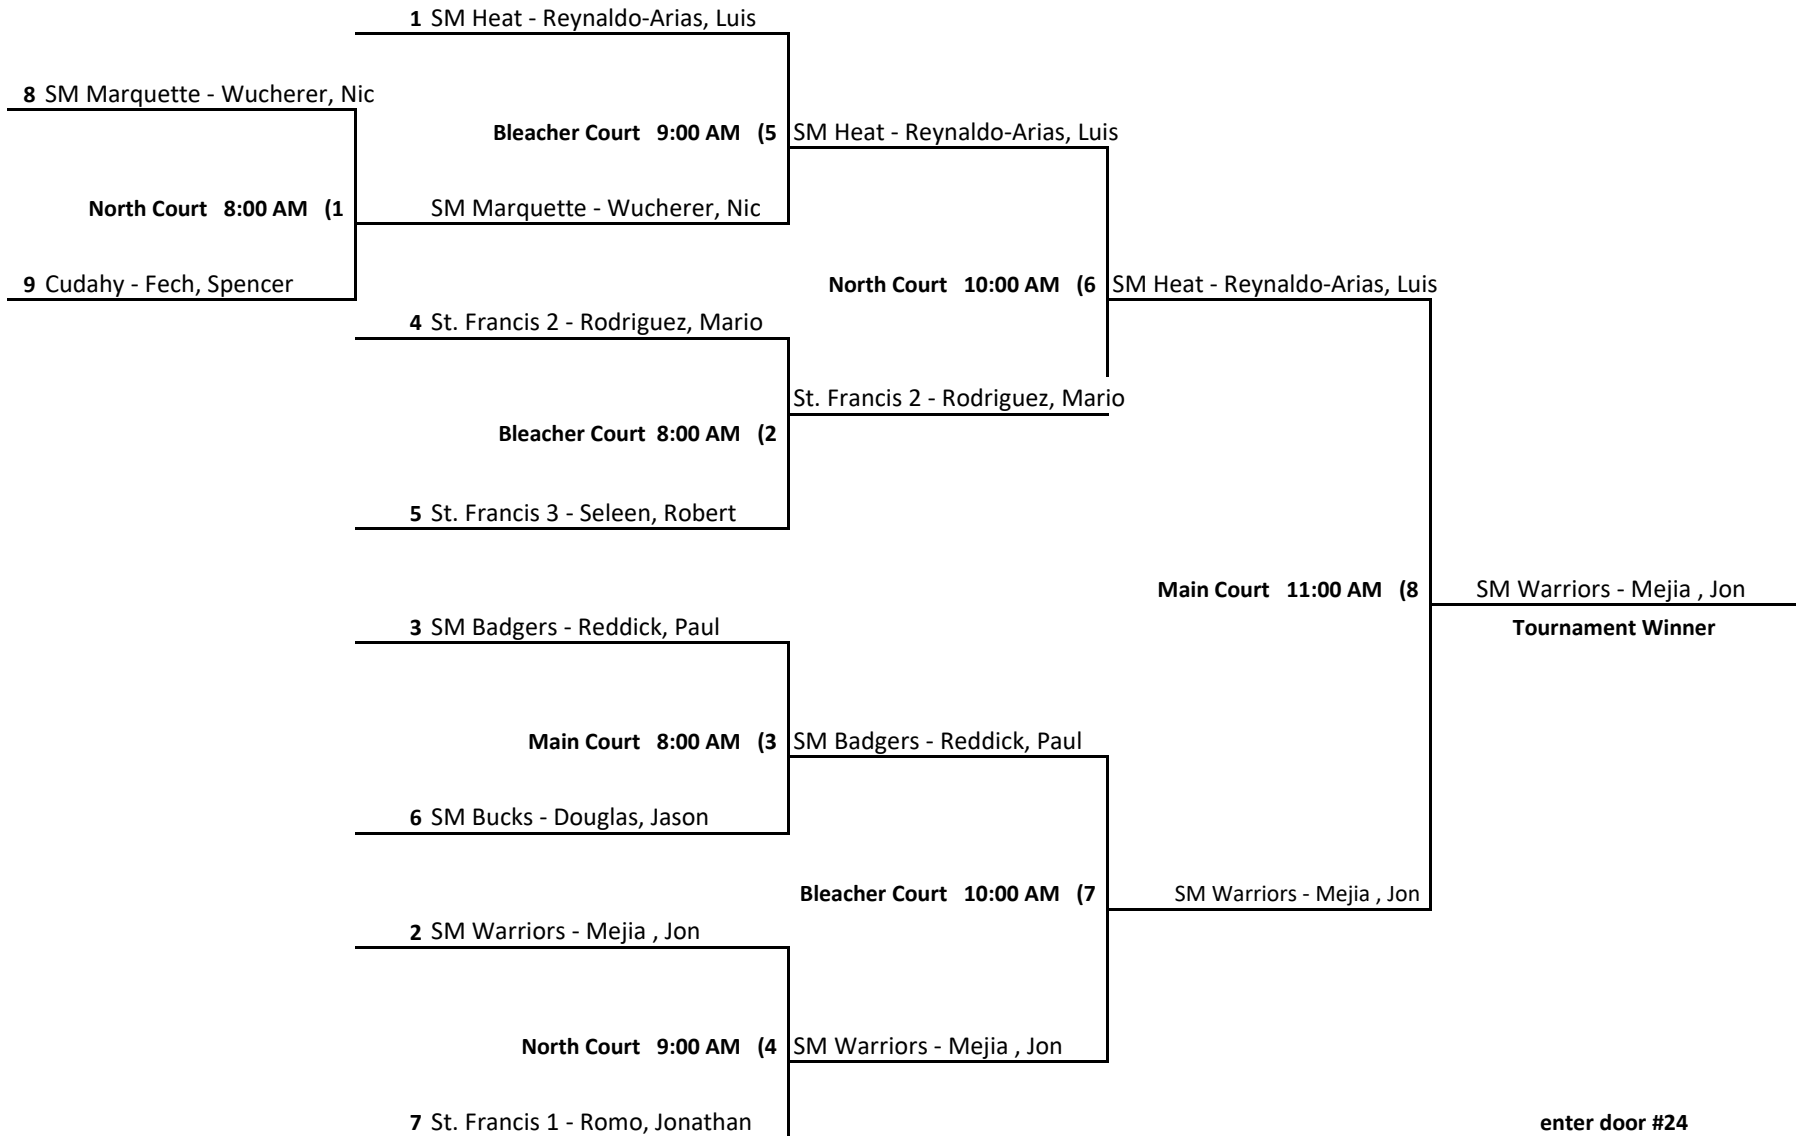 1 SM Heat - Reynaldo-Arias, Luis
8 SM Marquette - Wucherer, Nic
Bleacher Court 9:00 AM (5
SM Heat - Reynaldo-Arias, Luis
North Court 8:00 AM (1
SM Marquette - Wucherer, Nic
9 Cudahy - Fech, Spencer
North Court 10:00 AM (6
SM Heat - Reynaldo-Arias, Luis
4 St. Francis 2 - Rodriguez, Mario
St. Francis 2 - Rodriguez, Mario
Bleacher Court 8:00 AM (2
5 St. Francis 3 - Seleen, Robert
Main Court 11:00 AM (8
SM Warriors - Mejia , Jon
3 SM Badgers - Reddick, Paul
Tournament Winner
Main Court 8:00 AM (3
SM Badgers - Reddick, Paul
6 SM Bucks - Douglas, Jason
Bleacher Court 10:00 AM (7
SM Warriors - Mejia , Jon
2 SM Warriors - Mejia , Jon
North Court 9:00 AM (4
SM Warriors - Mejia , Jon
7 St. Francis 1 - Romo, Jonathan
enter door #24